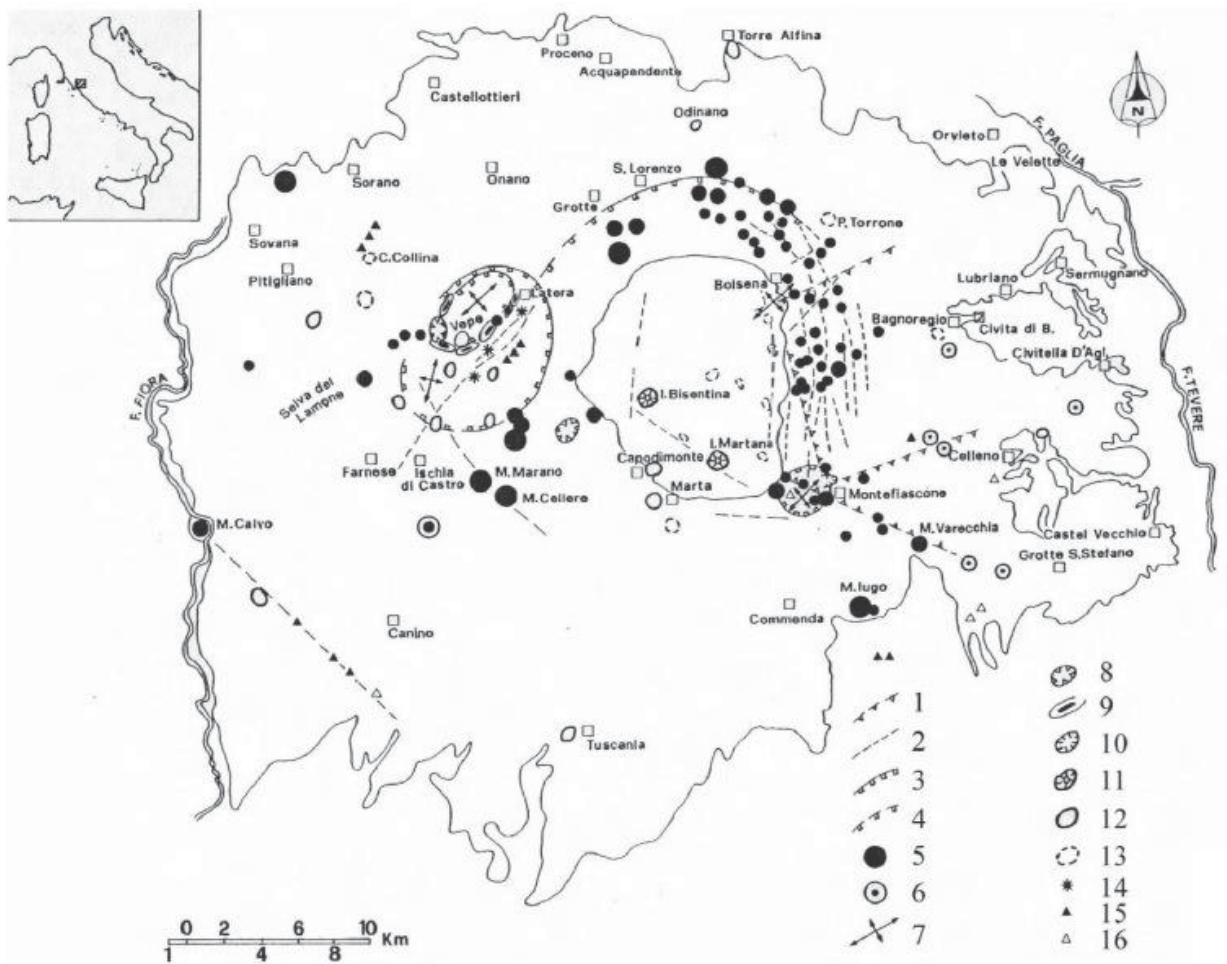 Torre Alfina
Proceno
Acquapendente
Castellottieri
N
Odinano
Orvieto
F. PAGLIA
Le Velette
Sorano
Onano
S. Lorenzo
Grotte
P. Torrone
Sovana
C. Collina
Pitigliano
Sermugnano
Lubriano
Bolsena
Latera
Vepe
Bagnoregio
Civita di B.
Civitella D'Agl.
F. FIORA
Selva del
Lamone
F. TEVERE
I. Bisentina
I. Martana
Celleno
Capodimonte
Farnese
Ischia
di Castro
M. Marano
M. Cellere
Marta
Montefiascone
M. Calvo
M. Varecchia
Castel Vecchio
Grotte S. Stefano
M. Iugo
Commenda
Canino
Tuscania
1
2
3
4
5
6
7
8
9
10
11
12
13
14
15
16
0 2 6 10
Km
1 4 8